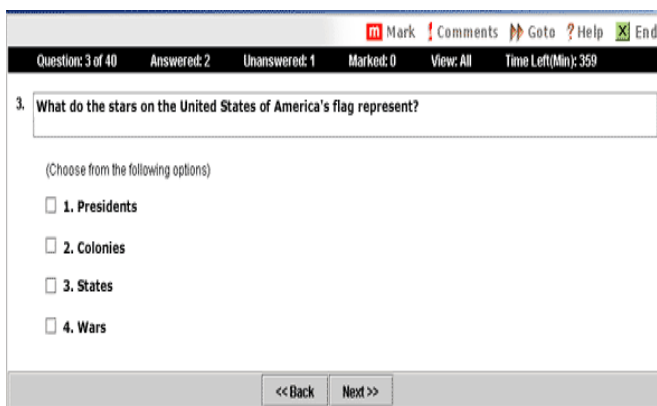 m Mark ! Comments Goto ? Help X End
Question: 3 of 40 Answered: 2 Unanswered: 1 Marked: 0 View: All Time Left(Min): 359
3. What do the stars on the United States of America's flag represent?
(Choose from the following options)
1. Presidents
2. Colonies
3. States
4. Wars
<< Back Next >>